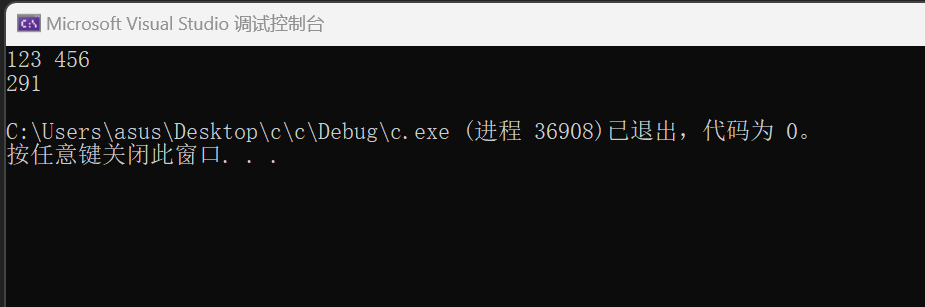 Microsoft Visual Studio 调试控制台
123 456
291
C:\Users\asus\Desktop\c\c\Debug\c.exe (进程 36908)已退出，代码为 0。
按任意键关闭此窗口. . .